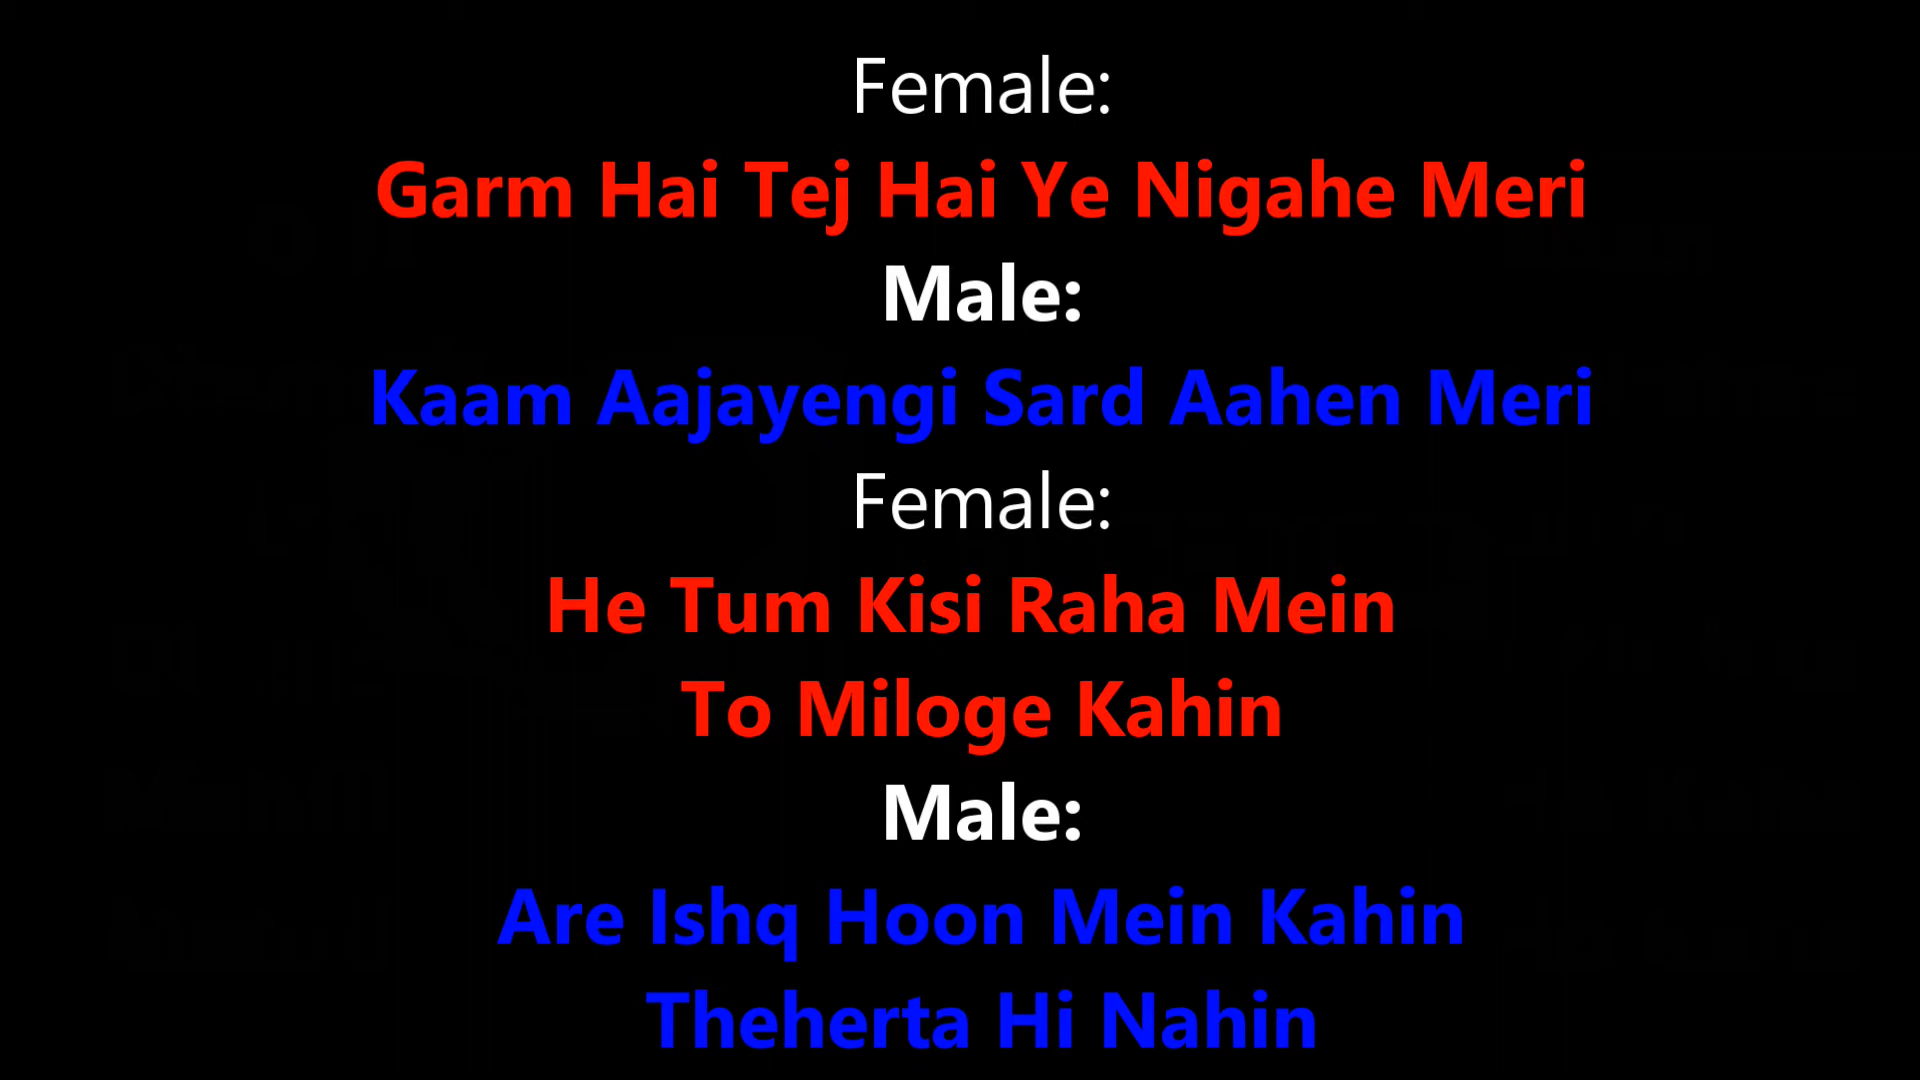 Female:
Garm Hai Tej Hai Ye Nigahe Meri
Male:
Kaam Aajayengi Sard Aahen Meri
Female:
He Tum Kisi Raha Mein
To Miloge Kahin
Male:
Are Ishq Hoon Mein Kahin
Theherta Hi Nahin